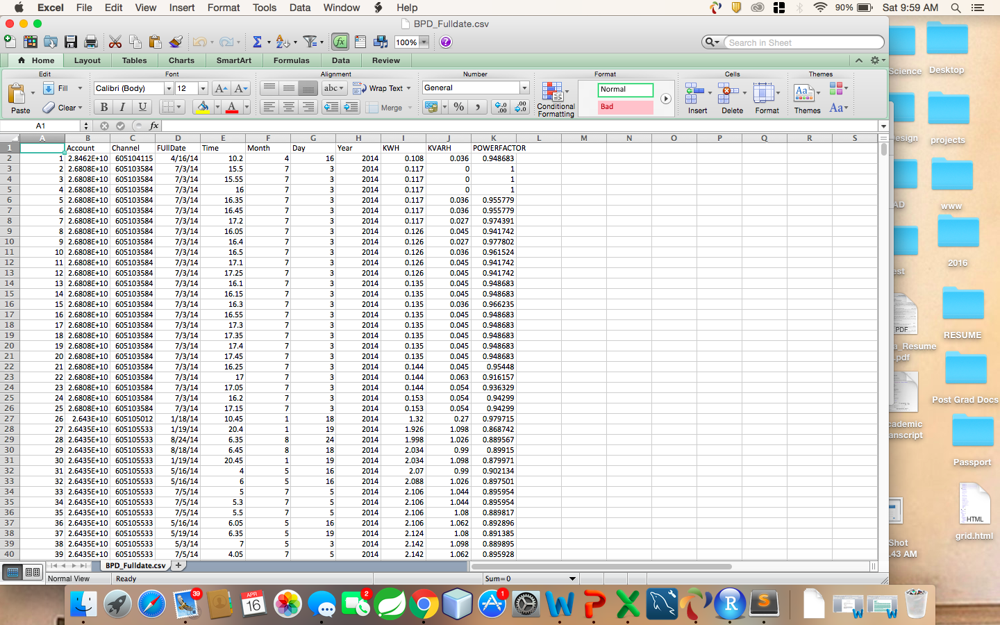 Excel File Edit View Insert Format Tools Data Window Help 90% Sat 9:59 AM
BPD_Fulldate.csv
100% Search in Sheet
Home Layout Tables Charts SmartArt Formulas Data Review
Edit Font Alignment Number Format Cells Themes
Fill Calibri (Body) 12 abc Wrap Text General Normal
Paste Clear B I U Merge % Conditional Formatting Bad Insert Delete Format Themes Aa
A1 fx
A B C D E F G H I J K L M N O P Q R S
1 Account Channel FUllDate Time Month Day Year KWH KVARH POWERFACTOR
2 1 2.8462E+10 605104115 4/16/14 10.2 4 16 2014 0.108 0.036 0.948683
3 2 2.6808E+10 605103584 7/3/14 15.5 7 3 2014 0.117 0 1
4 3 2.6808E+10 605103584 7/3/14 15.55 7 3 2014 0.117 0 1
5 4 2.6808E+10 605103584 7/3/14 16 7 3 2014 0.117 0 1
6 5 2.6808E+10 605103584 7/3/14 16.35 7 3 2014 0.117 0.036 0.955779
7 6 2.6808E+10 605103584 7/3/14 16.45 7 3 2014 0.117 0.036 0.955779
8 7 2.6808E+10 605103584 7/3/14 17.2 7 3 2014 0.117 0.027 0.974391
9 8 2.6808E+10 605103584 7/3/14 16.05 7 3 2014 0.126 0.045 0.941742
10 9 2.6808E+10 605103584 7/3/14 16.4 7 3 2014 0.126 0.027 0.977802
11 10 2.6808E+10 605103584 7/3/14 16.5 7 3 2014 0.126 0.036 0.961524
12 11 2.6808E+10 605103584 7/3/14 17.1 7 3 2014 0.126 0.045 0.941742
13 12 2.6808E+10 605103584 7/3/14 17.25 7 3 2014 0.126 0.045 0.941742
14 13 2.6808E+10 605103584 7/3/14 16.1 7 3 2014 0.135 0.045 0.948683
15 14 2.6808E+10 605103584 7/3/14 16.15 7 3 2014 0.135 0.045 0.948683
16 15 2.6808E+10 605103584 7/3/14 16.3 7 3 2014 0.135 0.036 0.966235
17 16 2.6808E+10 605103584 7/3/14 16.55 7 3 2014 0.135 0.045 0.948683
18 17 2.6808E+10 605103584 7/3/14 17.3 7 3 2014 0.135 0.045 0.948683
19 18 2.6808E+10 605103584 7/3/14 17.35 7 3 2014 0.135 0.045 0.948683
20 19 2.6808E+10 605103584 7/3/14 17.4 7 3 2014 0.135 0.045 0.948683
21 20 2.6808E+10 605103584 7/3/14 17.45 7 3 2014 0.135 0.045 0.948683
22 21 2.6808E+10 605103584 7/3/14 16.25 7 3 2014 0.144 0.045 0.95448
23 22 2.6808E+10 605103584 7/3/14 17 7 3 2014 0.144 0.063 0.916157
24 23 2.6808E+10 605103584 7/3/14 17.05 7 3 2014 0.144 0.054 0.936329
25 24 2.6808E+10 605103584 7/3/14 16.2 7 3 2014 0.153 0.054 0.94299
26 25 2.6808E+10 605103584 7/3/14 17.15 7 3 2014 0.153 0.054 0.94299
27 26 2.643E+10 605105012 1/18/14 10.45 1 18 2014 1.32 0.27 0.979715
28 27 2.6435E+10 605105533 1/19/14 20.4 1 19 2014 1.926 1.098 0.868742
29 28 2.6435E+10 605105533 8/24/14 6.35 8 24 2014 1.998 1.026 0.889567
30 29 2.6435E+10 605105533 8/18/14 6.45 8 18 2014 2.034 0.99 0.89915
31 30 2.6435E+10 605105533 1/19/14 20.45 1 19 2014 2.034 1.098 0.879971
32 31 2.6435E+10 605105533 5/16/14 4 5 16 2014 2.07 0.99 0.902134
33 32 2.6435E+10 605105533 5/16/14 6 5 16 2014 2.088 1.026 0.897501
34 33 2.6435E+10 605105533 7/5/14 5 7 5 2014 2.106 1.044 0.895954
35 34 2.6435E+10 605105533 7/5/14 5.3 7 5 2014 2.106 1.044 0.895954
36 35 2.6435E+10 605105533 7/5/14 5.5 7 5 2014 2.106 1.08 0.889817
37 36 2.6435E+10 605105533 5/16/14 6.05 5 16 2014 2.106 1.062 0.892896
38 37 2.6435E+10 605105533 5/19/14 6.35 5 19 2014 2.124 1.08 0.891385
39 38 2.6435E+10 605105533 5/3/14 7 5 3 2014 2.142 1.098 0.889895
40 39 2.6435E+10 605105533 7/5/14 4.05 7 5 2014 2.142 1.062 0.895928
BPD_Fulldate.csv
Normal View Ready Sum=0
Science Desktop
esign projects
AD www
est 2016
PDF RESUME
a_Resume
.pdf
Post Grad Docs
cademic
anscript
Passport
HTML
grid.html
Shot
.43 AM
39 APR 16 2 1